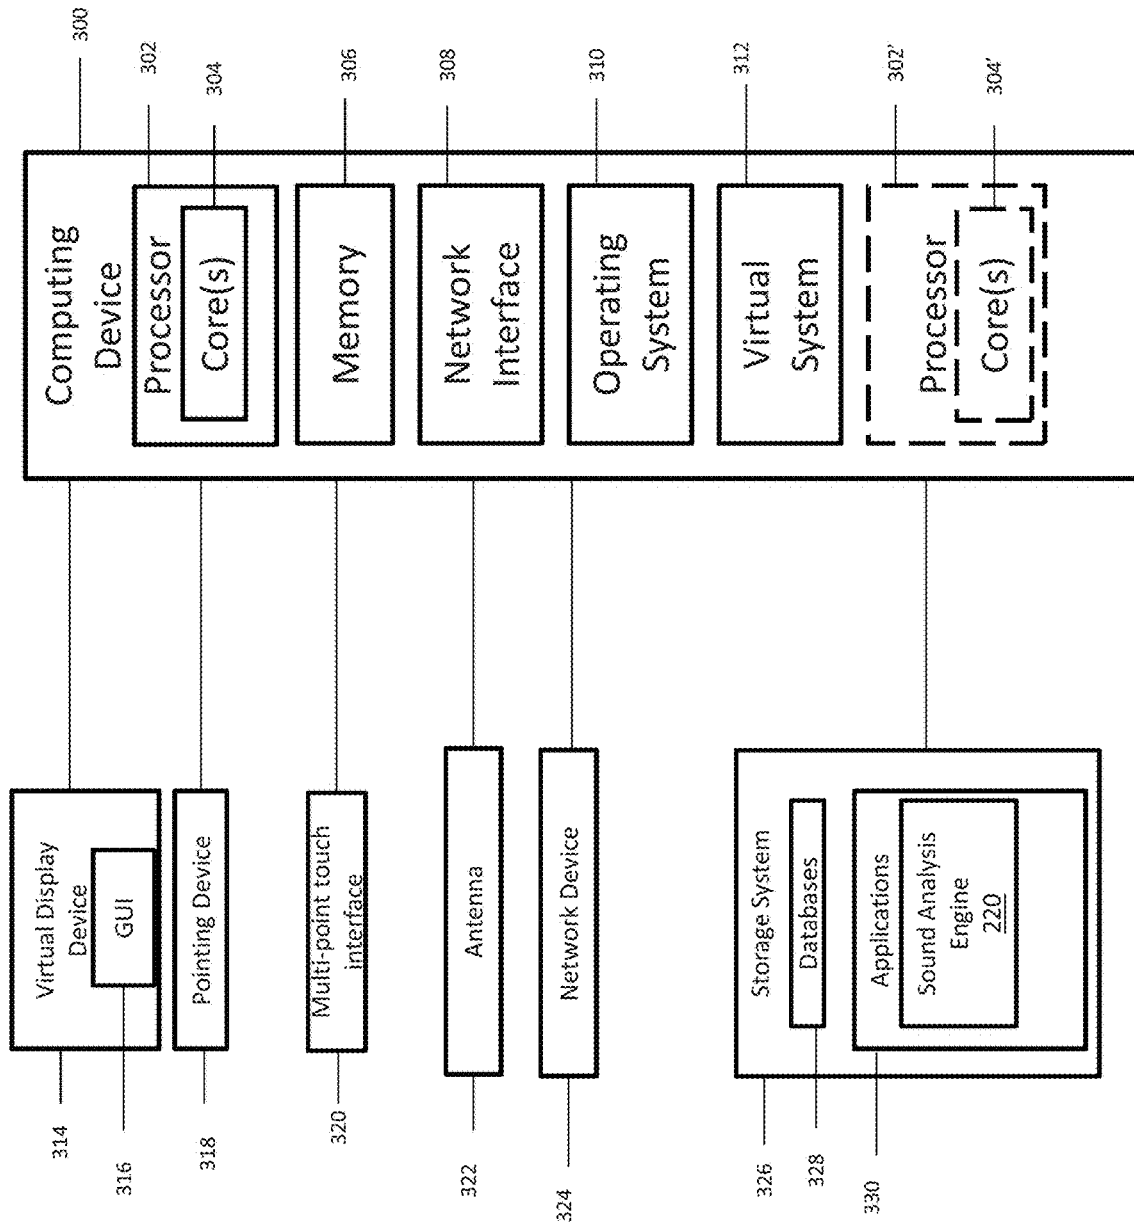 300
302
304
306
308
310
312
302'
304'
Computing
Device
Processor
Core(s)
Memory
Network
Interface
Operating
System
Virtual
System
Processor
Core(s)
Virtual Display
Device
GUI
Pointing Device
Multi-point touch
interface
Antenna
Network Device
Storage System
Databases
Applications
Sound Analysis
Engine
220
314
316
318
320
322
324
326
328
330